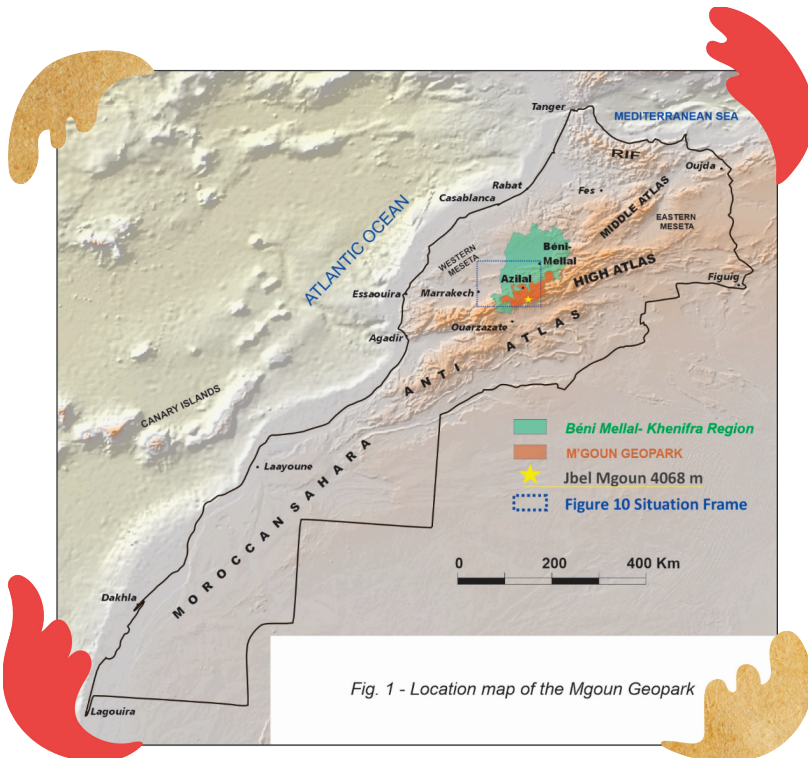 Tanger
MEDITERRANEAN SEA
RIF
Oujda
Rabat
Fes
Casablanca
MIDDLE ATLAS
EASTERN
MESETA
ATLANTIC OCEAN
WESTERN
MESETA
Béni-
Mellal
Azilal
HIGH ATLAS
Figuig
Essaouira
Marrakech
Ouarzazate
Agadir
ANTI ATLAS
CANARY ISLANDS
Laayoune
MOROCCAN SAHARA
Dakhla
Lagouira
Béni Mellal- Khenifra Region
M'GOUN GEOPARK
Jbel Mgoun 4068 m
Figure 10 Situation Frame
0 200 400 Km
Fig. 1 - Location map of the Mgoun Geopark